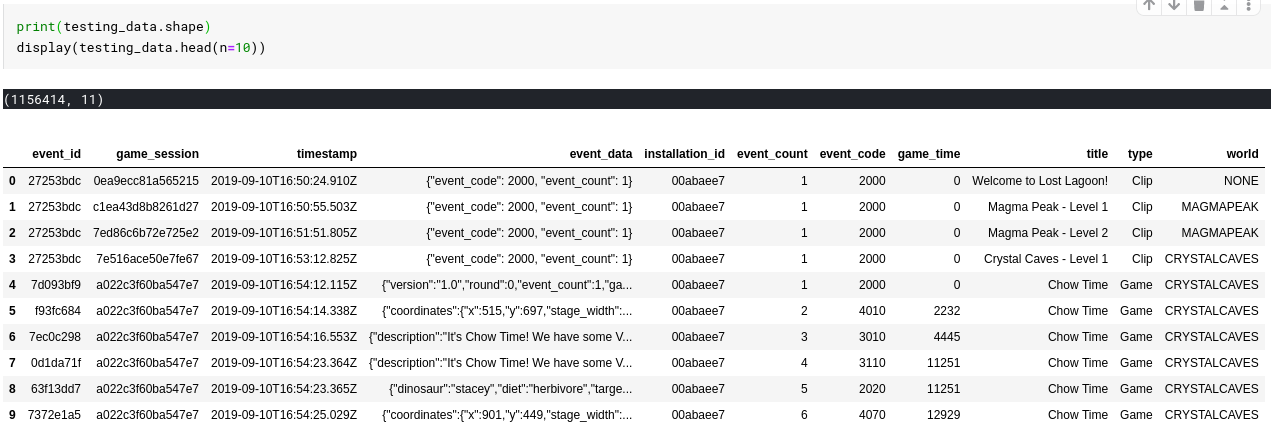 print(testing_data.shape)
display(testing_data.head(n=10))
(1156414, 11)
event_id game_session timestamp event_data installation_id event_count event_code game_time title type world
0 27253bdc 0ea9ecc81a565215 2019-09-10T16:50:24.910Z {"event_code": 2000, "event_count": 1} 00abaee7 1 2000 0 Welcome to Lost Lagoon! Clip NONE
1 27253bdc c1ea43d8b8261d27 2019-09-10T16:50:55.503Z {"event_code": 2000, "event_count": 1} 00abaee7 1 2000 0 Magma Peak - Level 1 Clip MAGMAPEAK
2 27253bdc 7ed86c6b72e725e2 2019-09-10T16:51:51.805Z {"event_code": 2000, "event_count": 1} 00abaee7 1 2000 0 Magma Peak - Level 2 Clip MAGMAPEAK
3 27253bdc 7e516ace50e7fe67 2019-09-10T16:53:12.825Z {"event_code": 2000, "event_count": 1} 00abaee7 1 2000 0 Crystal Caves - Level 1 Clip CRYSTALCAVES
4 7d093bf9 a022c3f60ba547e7 2019-09-10T16:54:12.115Z {"version":"1.0","round":0,"event_count":1,"ga... 00abaee7 1 2000 0 Chow Time Game CRYSTALCAVES
5 f93fc684 a022c3f60ba547e7 2019-09-10T16:54:14.338Z {"coordinates":{"x":515,"y":697,"stage_width":... 00abaee7 2 4010 2232 Chow Time Game CRYSTALCAVES
6 7ec0c298 a022c3f60ba547e7 2019-09-10T16:54:16.553Z {"description":"It's Chow Time! We have some V... 00abaee7 3 3010 4445 Chow Time Game CRYSTALCAVES
7 0d1da71f a022c3f60ba547e7 2019-09-10T16:54:23.364Z {"description":"It's Chow Time! We have some V... 00abaee7 4 3110 11251 Chow Time Game CRYSTALCAVES
8 63f13dd7 a022c3f60ba547e7 2019-09-10T16:54:23.365Z {"dinosaur":"stacey","diet":"herbivore","targe... 00abaee7 5 2020 11251 Chow Time Game CRYSTALCAVES
9 7372e1a5 a022c3f60ba547e7 2019-09-10T16:54:25.029Z {"coordinates":{"x":901,"y":449,"stage_width":... 00abaee7 6 4070 12929 Chow Time Game CRYSTALCAVES